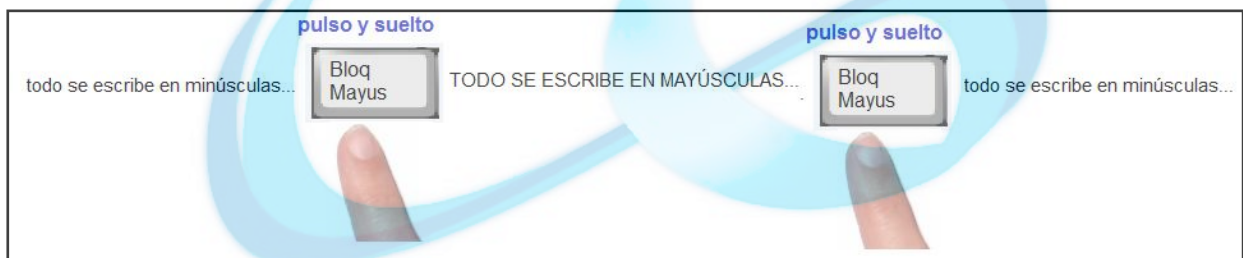 pulso y suelto
pulso y suelto
todo se escribe en minúsculas...
Bloq
Mayus
TODO SE ESCRIBE EN MAYÚSCULAS...
Bloq
Mayus
todo se escribe en minúsculas...